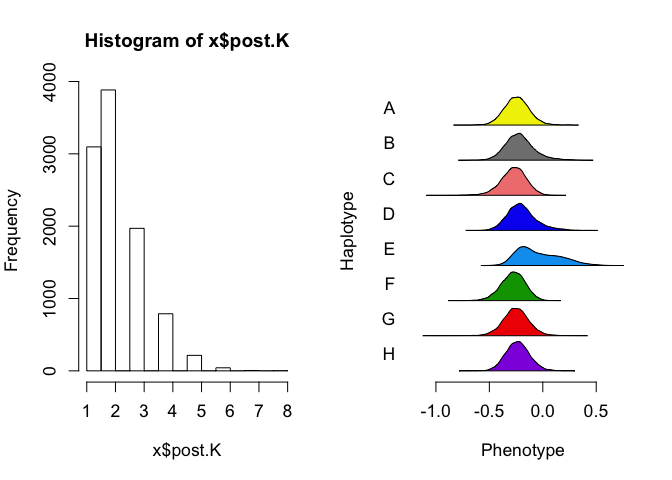 Histogram of x$post.K
Frequency
4000
3000
2000
1000
0
1 2 3 4 5 6 7 8
x$post.K
Haplotype
A
B
C
D
E
F
G
H
-1.0 -0.5 0.0 0.5
Phenotype